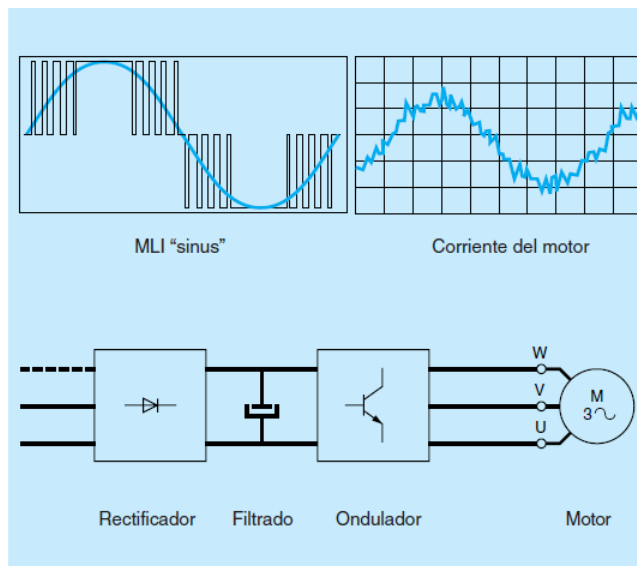 MLI “sinus”
Corriente del motor
W
V
U
M
3
Rectificador
Filtrado
Ondulador
Motor